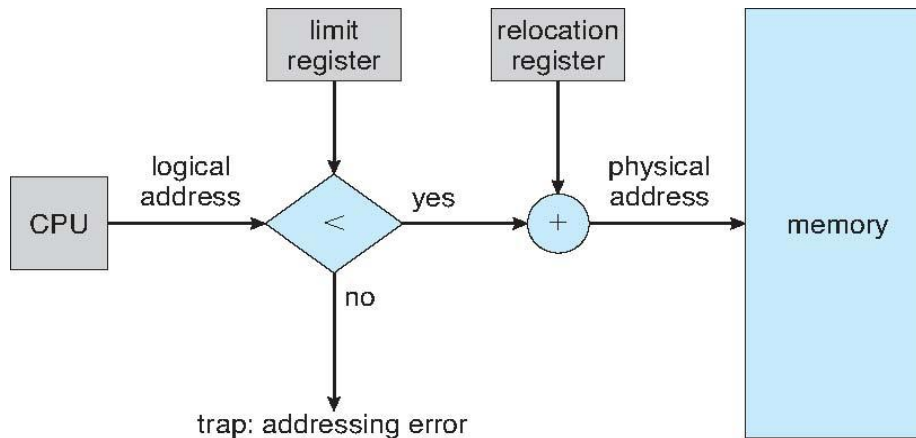 limit
register
relocation
register
logical
address
physical
address
CPU
<
yes
+
memory
no
trap: addressing error